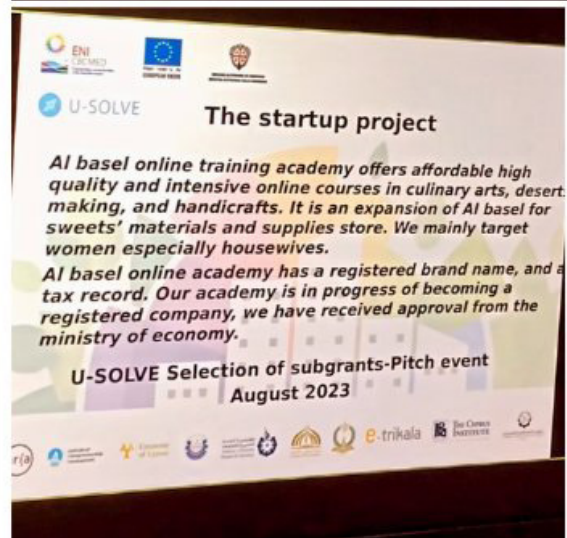 ENI
CBCMED
EUROPEAN UNION
U-SOLVE
The startup project
Al basel online training academy offers affordable high
quality and intensive online courses in culinary arts, desert
making, and handicrafts. It is an expansion of Al basel for
sweets’ materials and supplies store. We mainly target
women especially housewives.
Al basel online academy has a registered brand name, and a
tax record. Our academy is in progress of becoming a
registered company, we have received approval from the
ministry of economy.
U-SOLVE Selection of subgrants-Pitch event
August 2023
e-trikala
THE CYPRUS
INSTITUTE